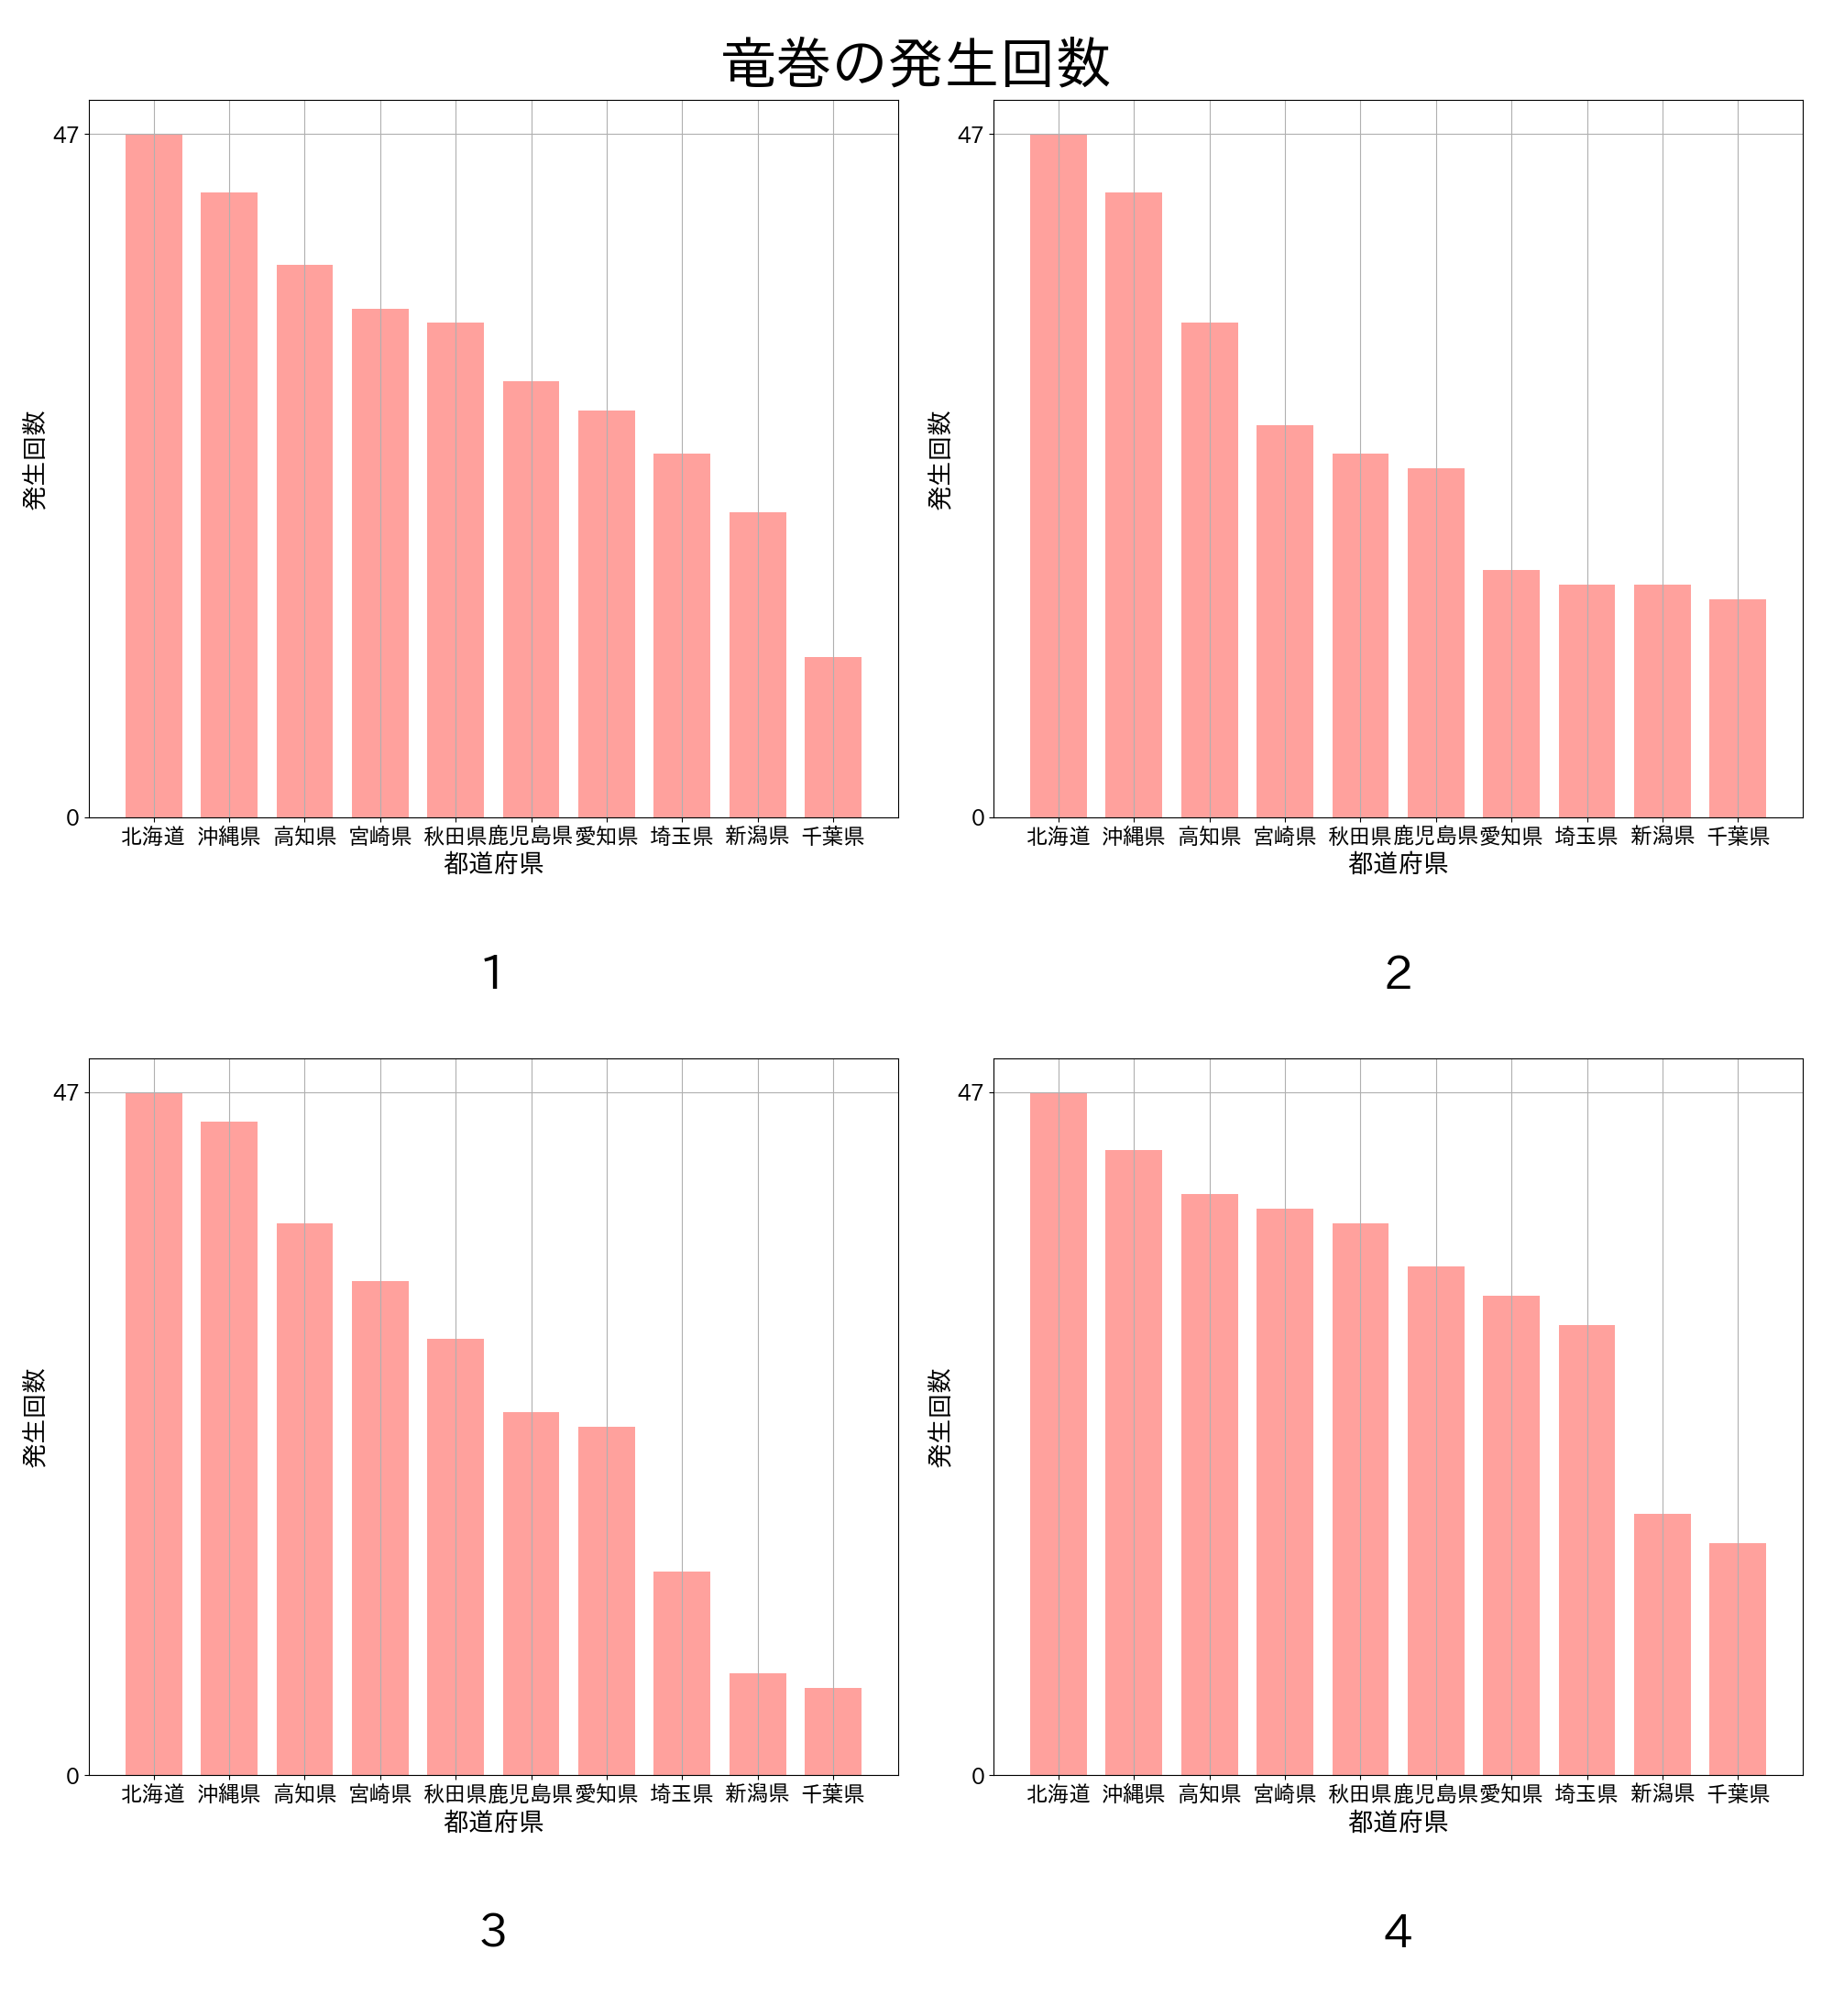 竜巻の発生回数
47
0
発生回数
北海道 沖縄県 高知県 宮崎県 秋田県 鹿児島県 愛知県 埼玉県 新潟県 千葉県
都道府県
1
47
0
発生回数
北海道 沖縄県 高知県 宮崎県 秋田県 鹿児島県 愛知県 埼玉県 新潟県 千葉県
都道府県
2
47
0
発生回数
北海道 沖縄県 高知県 宮崎県 秋田県 鹿児島県 愛知県 埼玉県 新潟県 千葉県
都道府県
3
47
0
発生回数
北海道 沖縄県 高知県 宮崎県 秋田県 鹿児島県 愛知県 埼玉県 新潟県 千葉県
都道府県
4